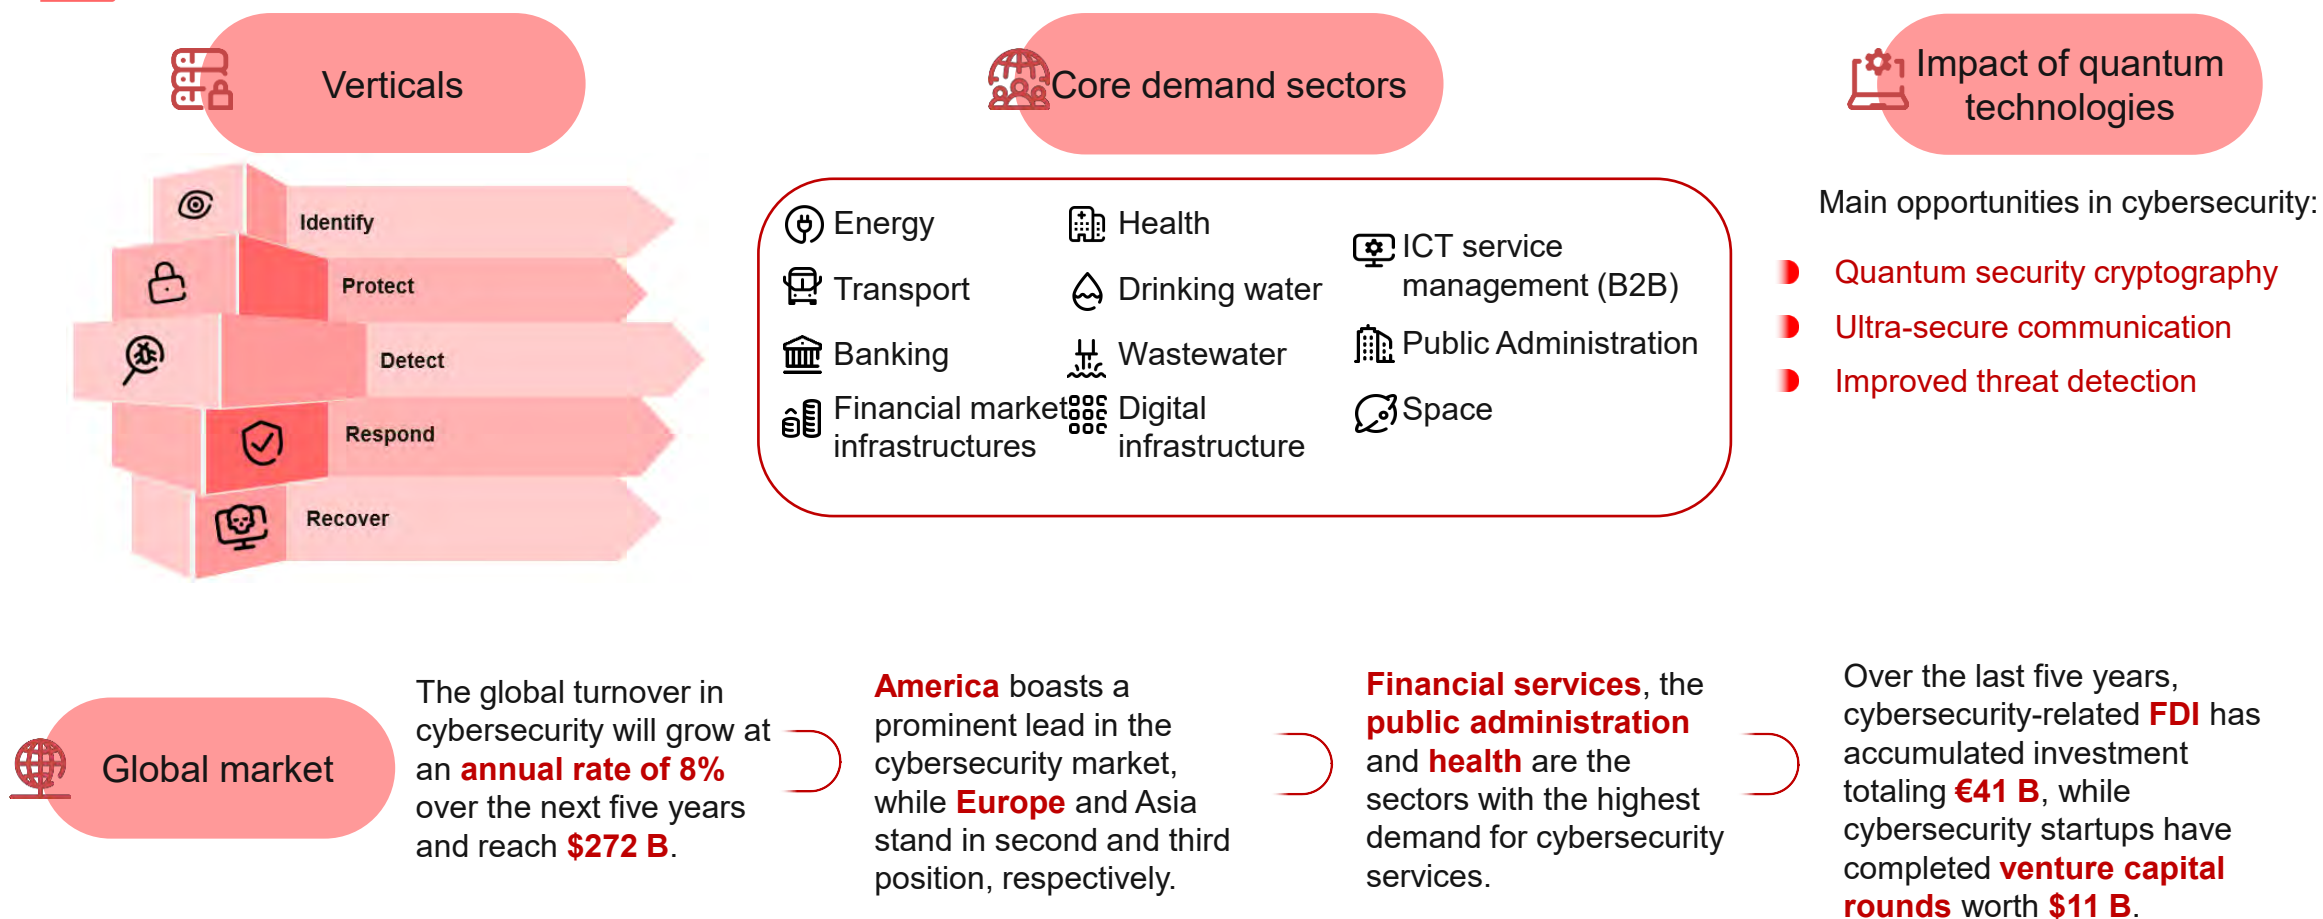 Verticals
Identify
Protect
Detect
Respond
Recover
Core demand sectors
Energy
Transport
Banking
Financial market
infrastructures
Health
Drinking water
Wastewater
Digital
infrastructure
ICT service
management (B2B)
Public Administration
Space
Impact of quantum
technologies
Main opportunities in cybersecurity:
Quantum security cryptography
Ultra-secure communication
Improved threat detection
Global market
The global turnover in
cybersecurity will grow at
an annual rate of 8%
over the next five years
and reach $272 B.
America boasts a
prominent lead in the
cybersecurity market,
while Europe and Asia
stand in second and third
position, respectively.
Financial services, the
public administration
and health are the
sectors with the highest
demand for cybersecurity
services.
Over the last five years,
cybersecurity-related FDI has
accumulated investment
totaling €41 B, while
cybersecurity startups have
completed venture capital
rounds worth $11 B.